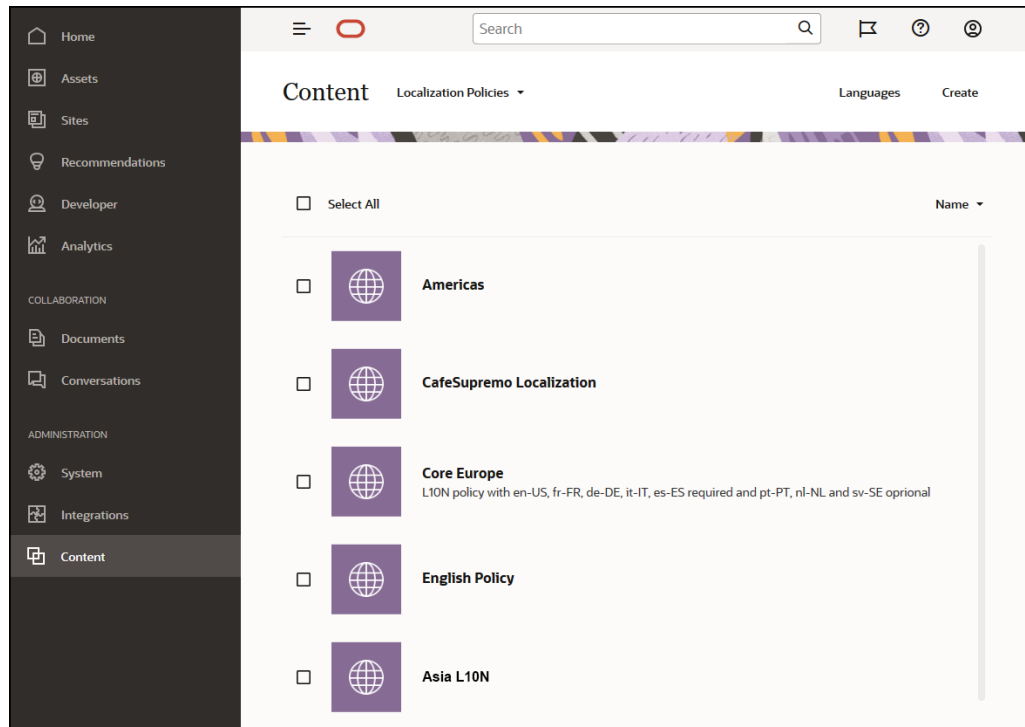 Home
Assets
Sites
Recommendations
Developer
Analytics
COLLABORATION
Documents
Conversations
ADMINISTRATION
System
Integrations
Content
Search
Content Localization Policies Languages Create
Select All Name
Americas
CafeSupremo Localization
Core Europe
L10N policy with en-US, fr-FR, de-DE, it-IT, es-ES required and pt-PT, nl-NL and sv-SE oprional
English Policy
Asia L10N